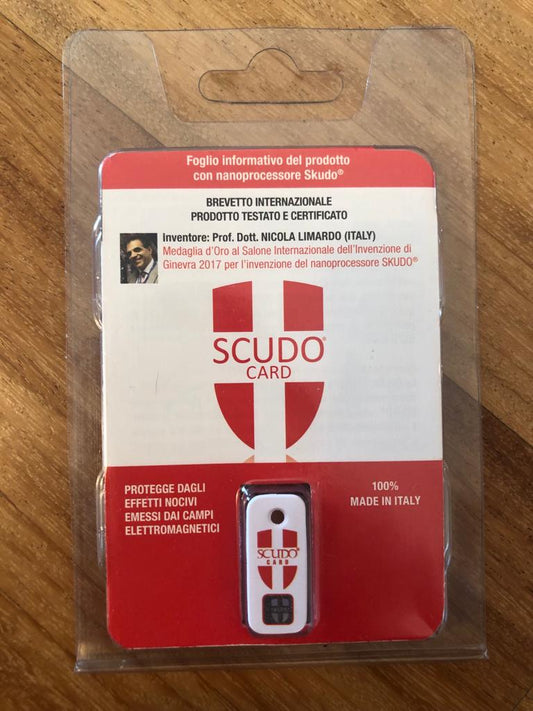 Foglio informativo del prodotto
con nanoprocessore Skudo®
BREVETTO INTERNAZIONALE
PRODOTTO TESTATO E CERTIFICATO
Inventore: Prof. Dott. NICOLA LIMARDO (ITALY)
Medaglia d'Oro al Salone Internazionale dell'Invenzione di
Ginevra 2017 per l'invenzione del nanoprocessore SKUDO®
SCUDO®
CARD
PROTEGGE DAGLI
EFFETTI NOCIVI
EMESSI DAI CAMPI
ELETTROMAGNETICI
100%
MADE IN ITALY
SCUDO®
CARD